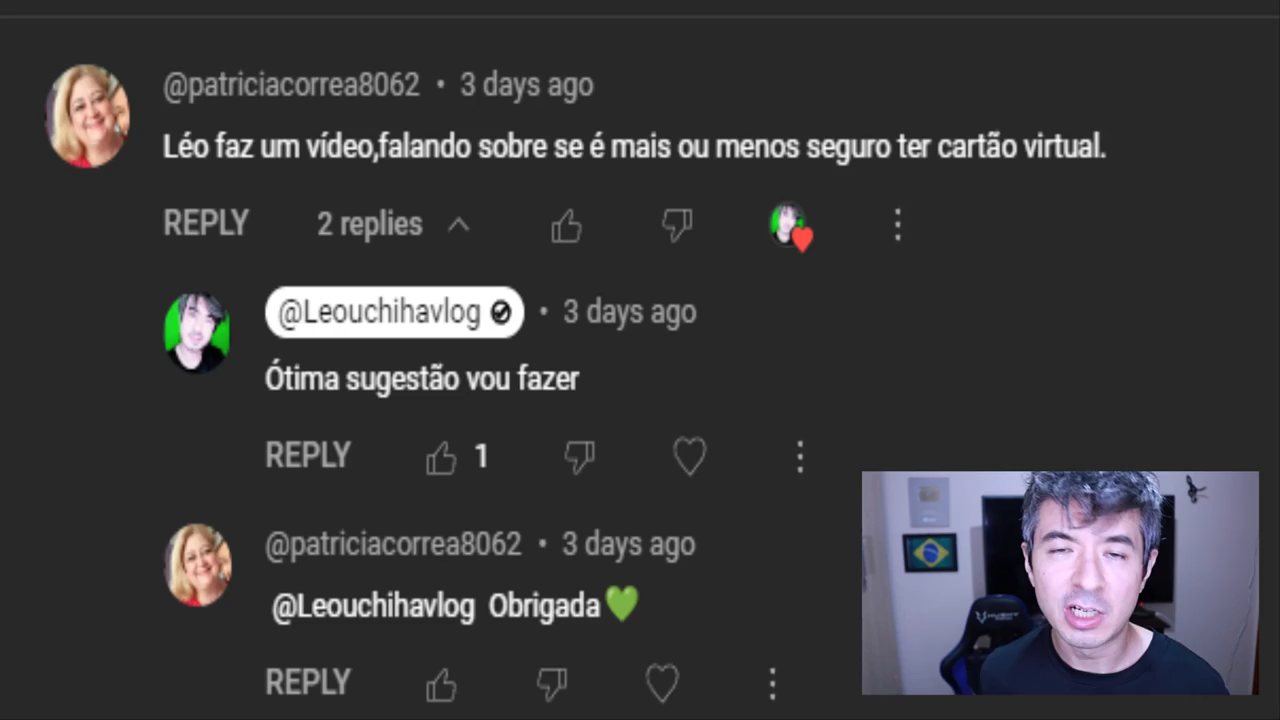 @patriciacorrea8062 • 3 days ago
Léo faz um vídeo,falando sobre se é mais ou menos seguro ter cartão virtual.
REPLY 2 replies
@Leouchihavlog • 3 days ago
Ótima sugestão vou fazer
REPLY 1
@patriciacorrea8062 • 3 days ago
@Leouchihavlog Obrigada💚
REPLY